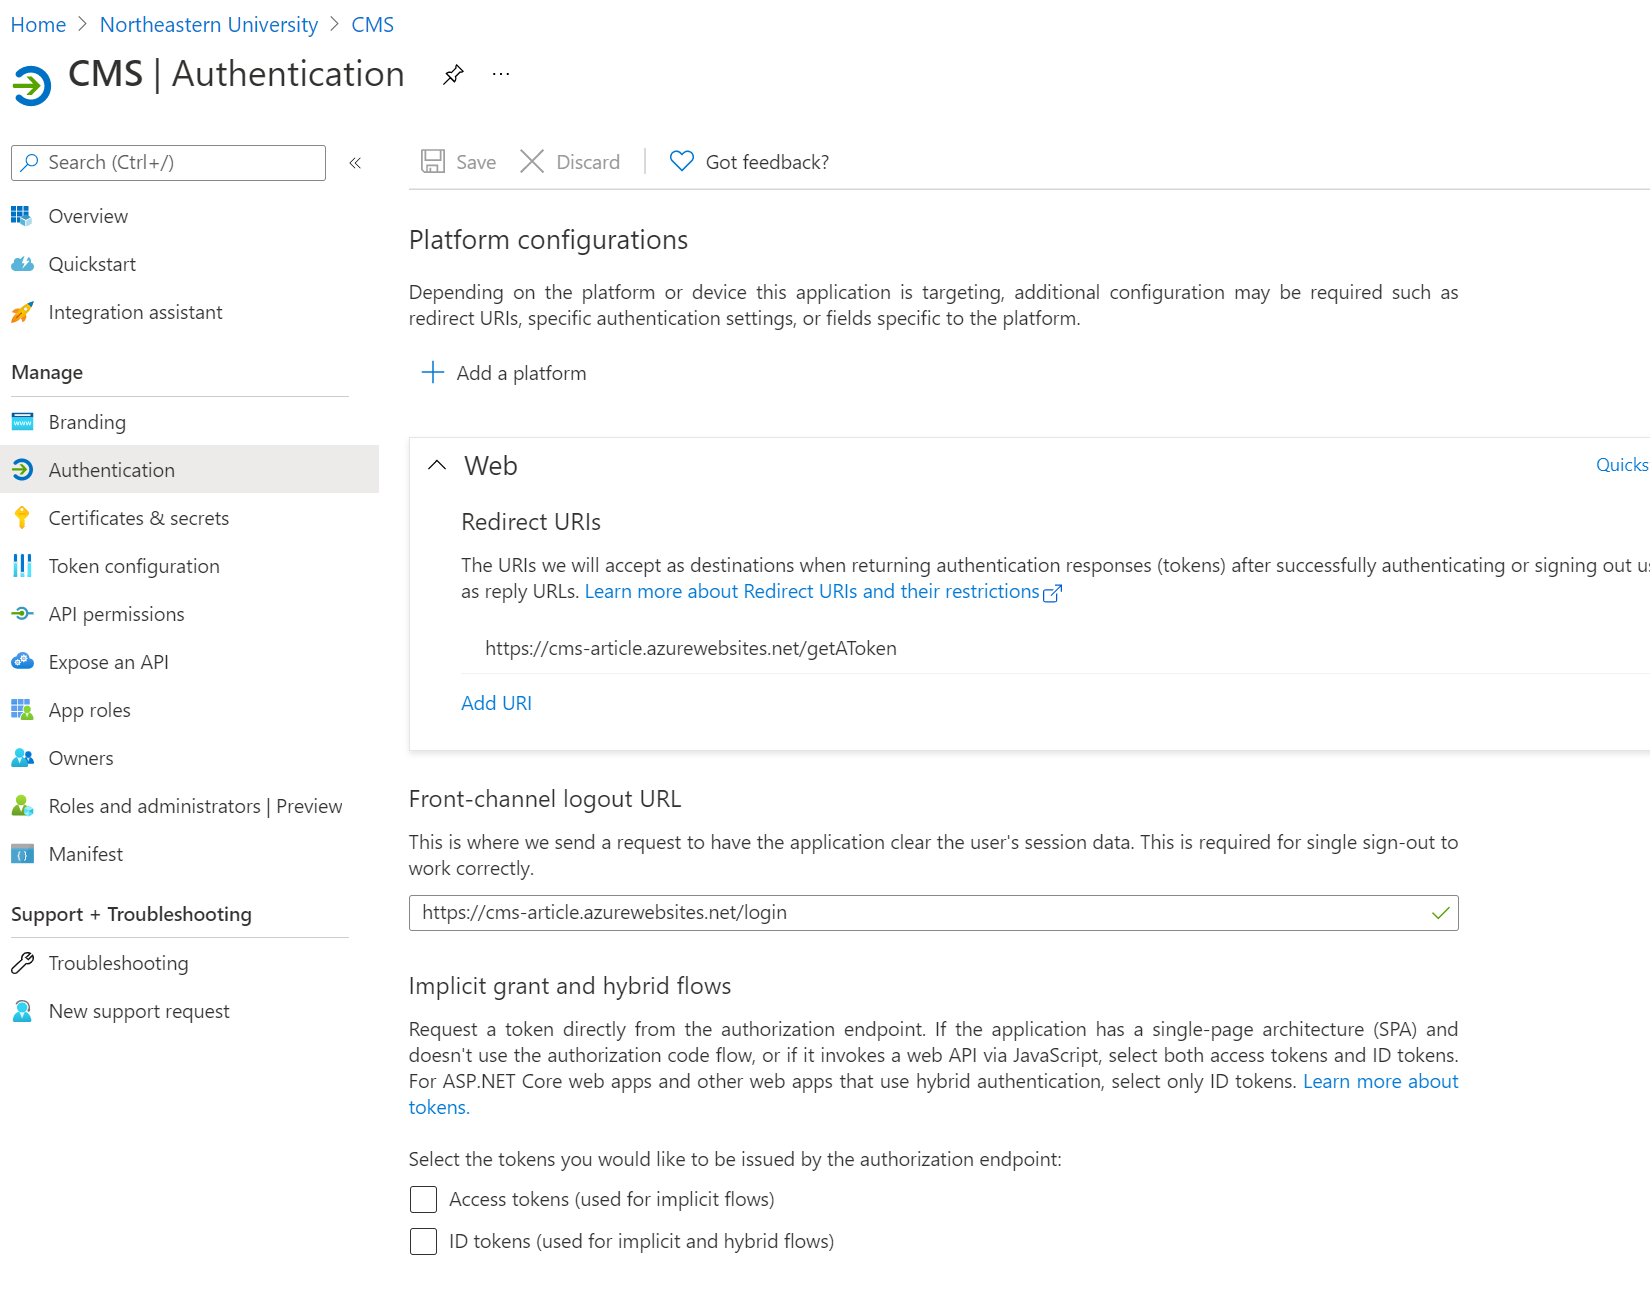 Home > Northeastern University > CMS
CMS | Authentication
Search (Ctrl+/)
Overview
Quickstart
Integration assistant
Manage
Branding
Authentication
Certificates & secrets
Token configuration
API permissions
Expose an API
App roles
Owners
Roles and administrators | Preview
Manifest
Support + Troubleshooting
Troubleshooting
New support request
Save Discard Got feedback?
Platform configurations
Depending on the platform or device this application is targeting, additional configuration may be required such as
redirect URIs, specific authentication settings, or fields specific to the platform.
Add a platform
Web
Quicks
Redirect URIs
The URIs we will accept as destinations when returning authentication responses (tokens) after successfully authenticating or signing out us
as reply URLs. Learn more about Redirect URIs and their restrictions
https://cms-article.azurewebsites.net/getAToken
Add URI
Front-channel logout URL
This is where we send a request to have the application clear the user's session data. This is required for single sign-out to
work correctly.
https://cms-article.azurewebsites.net/login
Implicit grant and hybrid flows
Request a token directly from the authorization endpoint. If the application has a single-page architecture (SPA) and
doesn't use the authorization code flow, or if it invokes a web API via JavaScript, select both access tokens and ID tokens.
For ASP.NET Core web apps and other web apps that use hybrid authentication, select only ID tokens. Learn more about
tokens.
Select the tokens you would like to be issued by the authorization endpoint:
Access tokens (used for implicit flows)
ID tokens (used for implicit and hybrid flows)